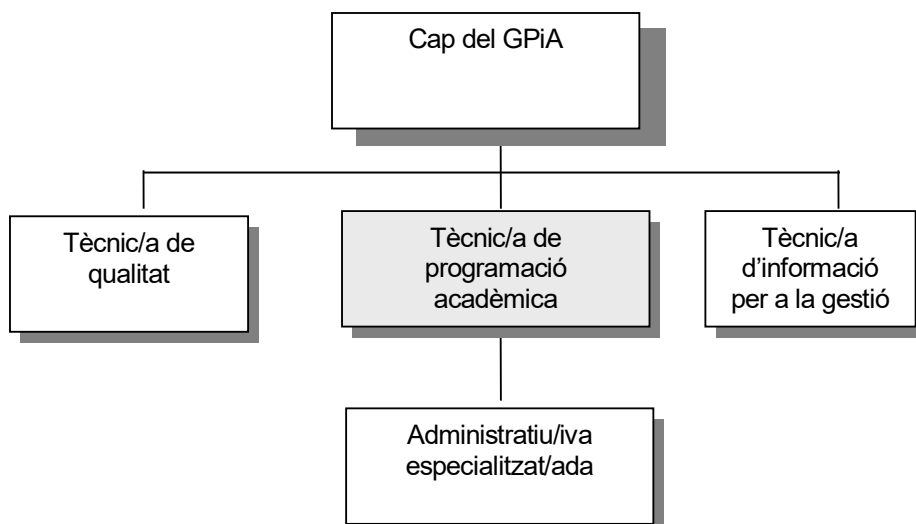 Cap del GPiA
Tècnic/a de
qualitat
Tècnic/a de
programació
acadèmica
Tècnic/a
d’informació
per a la gestió
Administratiu/iva
especialitzat/ada